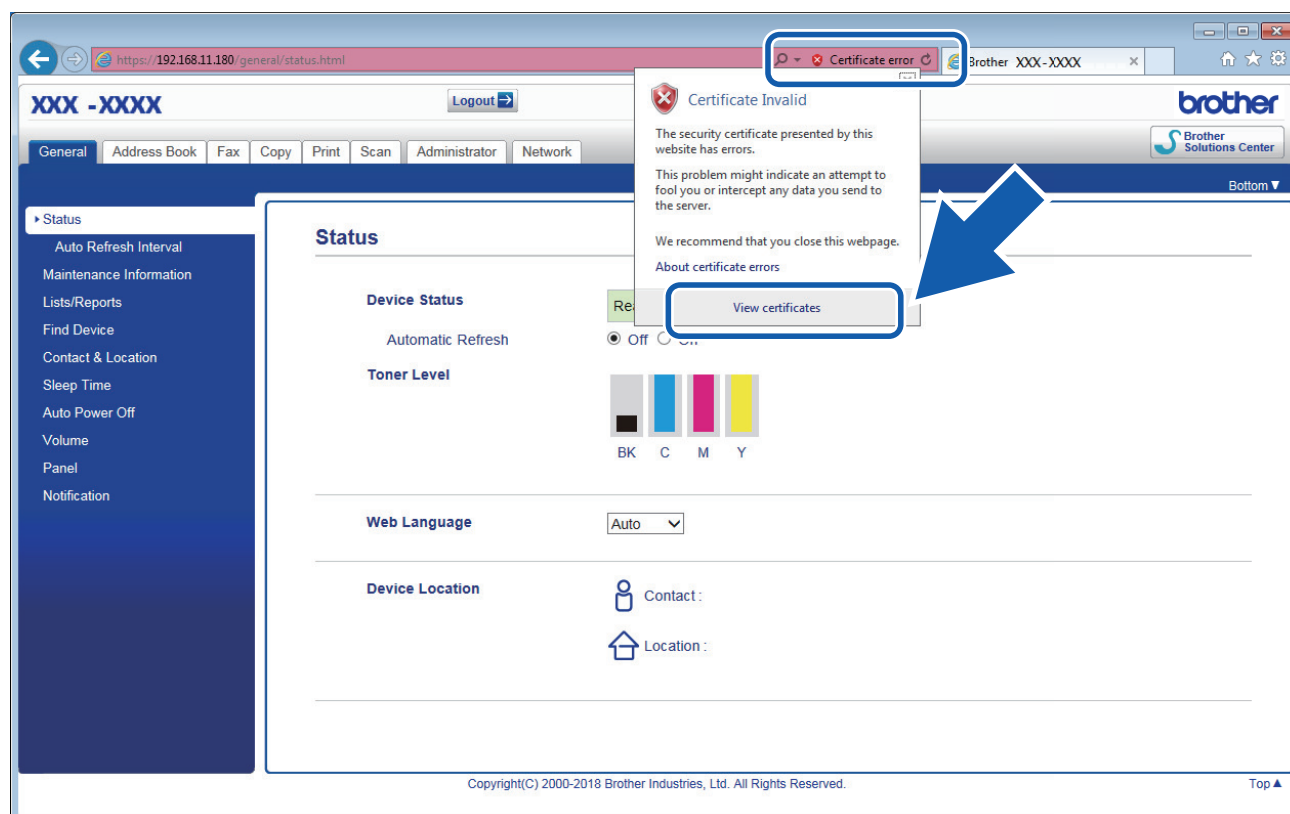 https://192.168.11.180/general/status.html
Certificate error
Brother XXX-XXXX
XXX -XXXX
Logout
brother
General
Address Book
Fax
Copy
Print
Scan
Administrator
Network
Brother
Solutions Center
Bottom▼
Certificate Invalid
The security certificate presented by this
website has errors.
This problem might indicate an attempt to
fool you or intercept any data you send to
the server.
We recommend that you close this webpage.
About certificate errors
View certificates
Status
Auto Refresh Interval
Maintenance Information
Lists/Reports
Find Device
Contact & Location
Sleep Time
Auto Power Off
Volume
Panel
Notification
Status
Device Status
Automatic Refresh
Off
Toner Level
BK C M Y
Web Language
Auto
Device Location
Contact :
Location :
Copyright(C) 2000-2018 Brother Industries, Ltd. All Rights Reserved.
Top▲